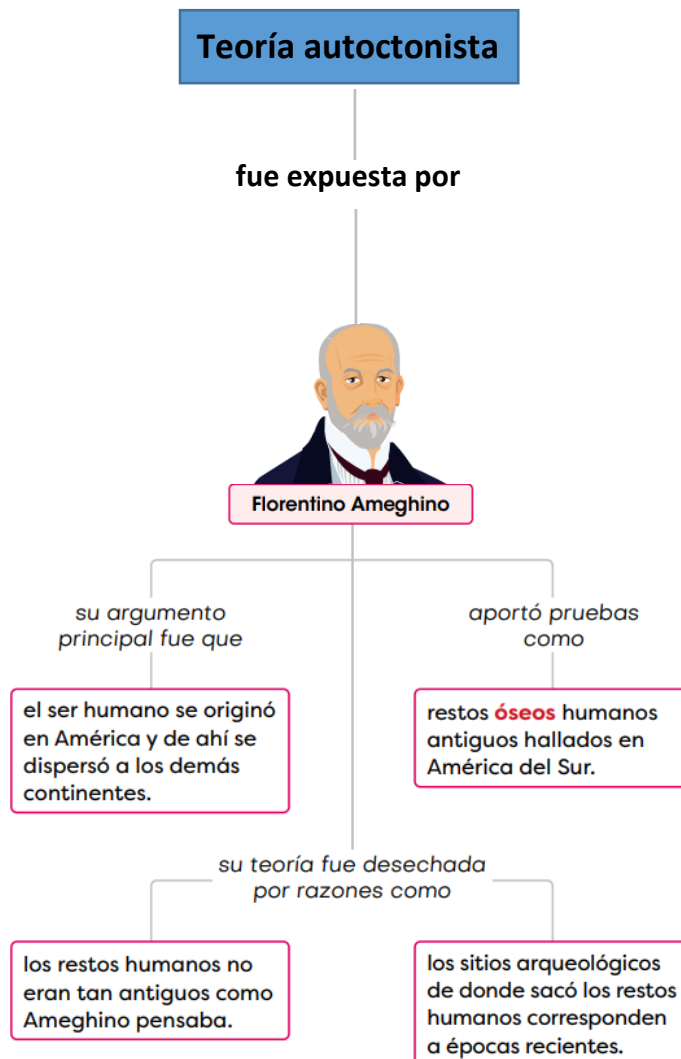 Teoría autoctonista
fue expuesta por
Florentino Ameghino
su argumento
principal fue que
el ser humano se originó
en América y de ahí se
dispersó a los demás
continentes.
aportó pruebas
como
restos óseos humanos
antiguos hallados en
América del Sur.
su teoría fue desechada
por razones como
los restos humanos no
eran tan antiguos como
Ameghino pensaba.
los sitios arqueológicos
de donde sacó los restos
humanos corresponden
a épocas recientes.